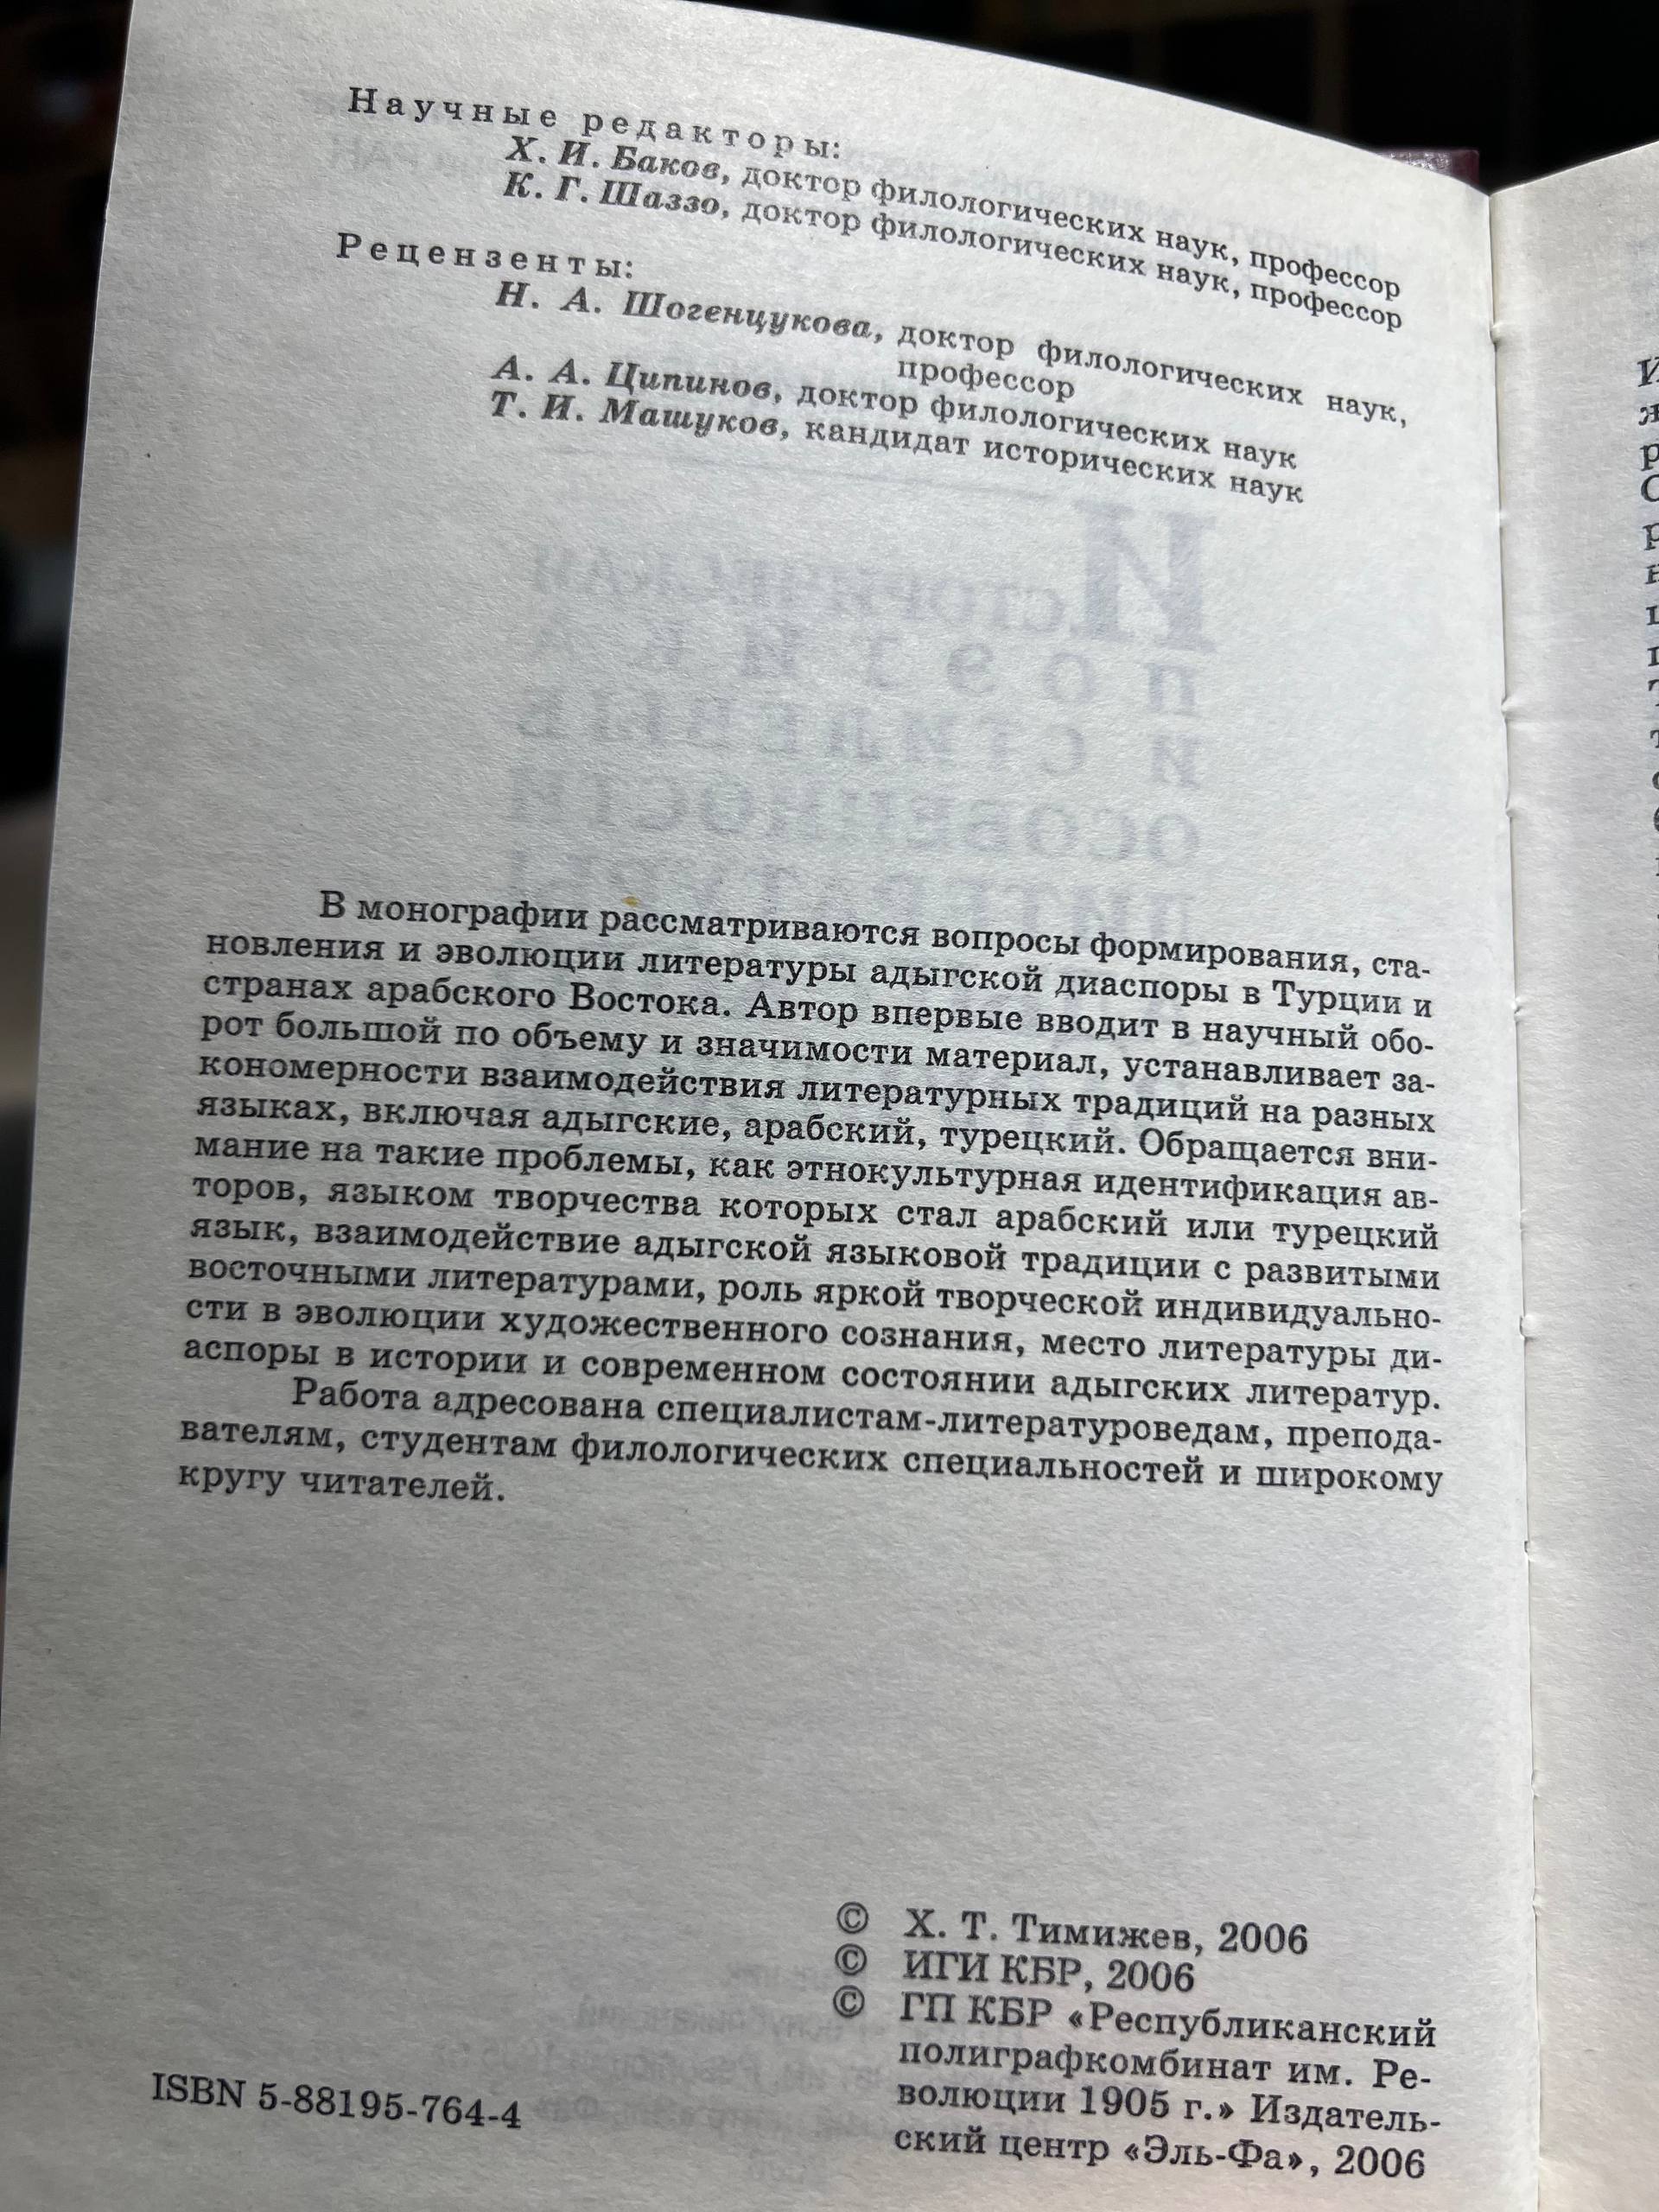 Научные редакторы:
Х. И. Баков, доктор филологических наук, профессор
К. Г. Шаззо, доктор филологических наук, профессор
Рецензенты:
Н. А. Шогенцукова, доктор филологических наук,
профессор
А. А. Ципинов, доктор филологических наук
Т. И. Машуков, кандидат исторических наук
В монографии рассматриваются вопросы формирования, ста-
новления и эволюции литературы адыгской диаспоры в Турции и
странах арабского Востока. Автор впервые вводит в научный обо-
рот большой по объему и значимости материал, устанавливает за-
кономерности взаимодействия литературных традиций на разных
языках, включая адыгские, арабский, турецкий. Обращается вни-
мание на такие проблемы, как этнокультурная идентификация ав-
торов, языком творчества которых стал арабский или турецкий
язык, взаимодействие адыгской языковой традиции с развитыми
восточными литературами, роль яркой творческой индивидуально-
сти в эволюции художественного сознания, место литературы ди-
аспоры в истории и современном состоянии адыгских литератур.
Работа адресована специалистам-литературоведам, препода-
вателям, студентам филологических специальностей и широкому
кругу читателей.
© Х. Т. Тимижев, 2006
© ИГИ КБР, 2006
© ГП КБР «Республиканский
полиграфкомбинат им. Ре-
волюции 1905 г.» Издатель-
ский центр «Эль-Фа», 2006
ISBN 5-88195-764-4